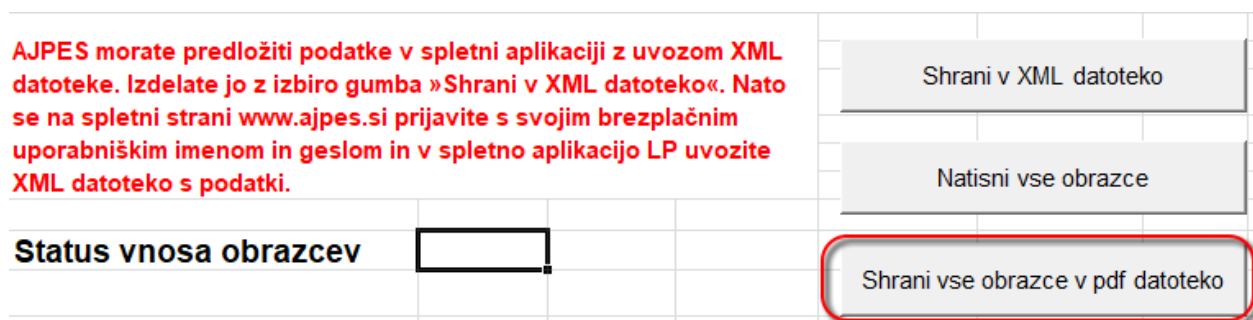 AJPES morate predložiti podatke v spletni aplikaciji z uvozom XML
datoteke. Izdelate jo z izbiro gumba »Shrani v XML datoteko«. Nato
se na spletni strani www.ajpes.si prijavite s svojim brezplačnim
uporabniškim imenom in geslom in v spletno aplikacijo LP uvozite
XML datoteko s podatki.
Shrani v XML datoteko
Natisni vse obrazce
Status vnosa obrazcev
Shrani vse obrazce v pdf datoteko